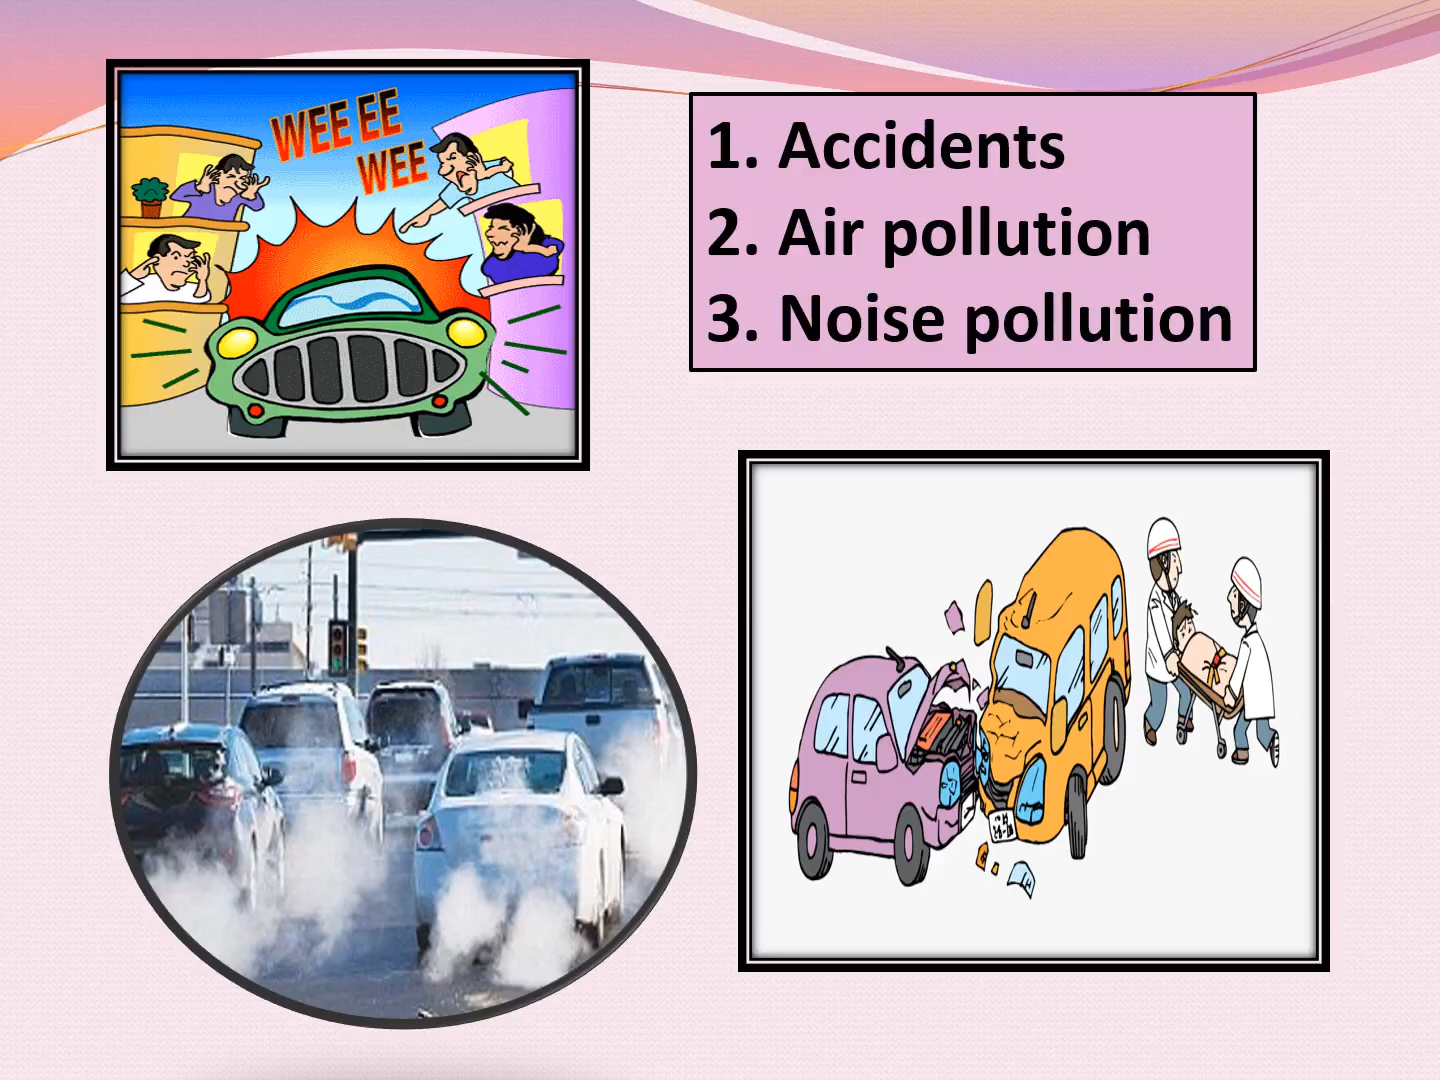 WEE EE
WEE
1. Accidents
2. Air pollution
3. Noise pollution